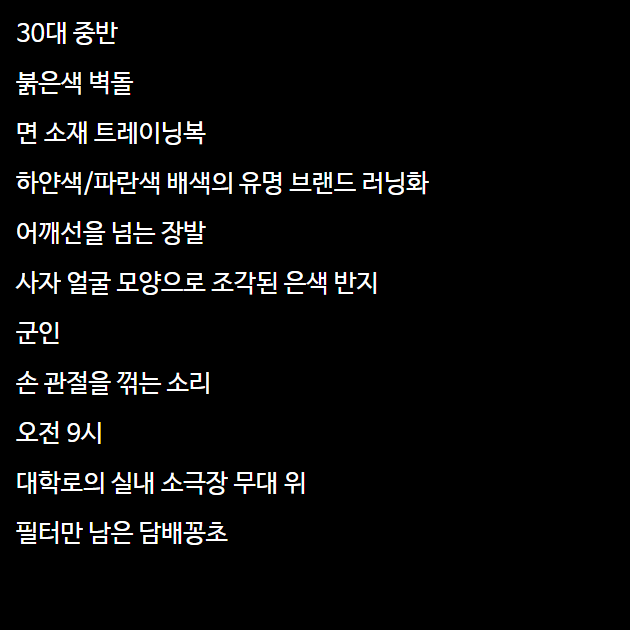 30대 중반
붉은색 벽돌
면 소재 트레이닝복
하얀색/파란색 배색의 유명 브랜드 러닝화
어깨선을 넘는 장발
사자 얼굴 모양으로 조각된 은색 반지
군인
손 관절을 꺾는 소리
오전 9시
대학로의 실내 소극장 무대 위
필터만 남은 담배꽁초